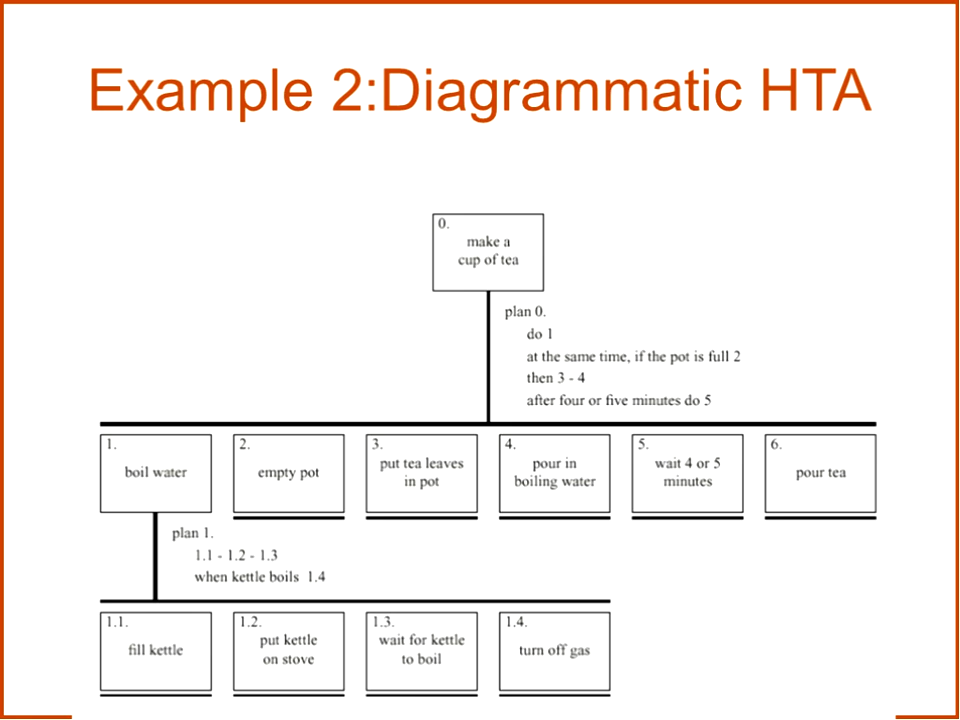 Example 2:Diagrammatic HTA
0.
make a
cup of tea
plan 0.
do 1
at the same time, if the pot is full 2
then 3 - 4
after four or five minutes do 5
1.
boil water
2.
empty pot
3.
put tea leaves
in pot
4.
pour in
boiling water
5.
wait 4 or 5
minutes
6.
pour tea
plan 1.
1.1 - 1.2 - 1.3
when kettle boils 1.4
1.1.
fill kettle
1.2.
put kettle
on stove
1.3.
wait for kettle
to boil
1.4.
turn off gas